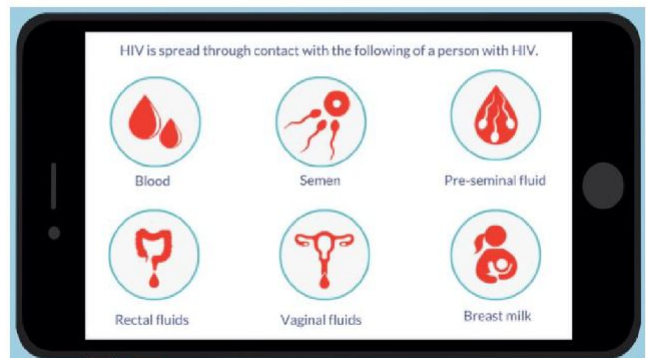 HIV is spread through contact with the following of a person with HIV.
Blood
Semen
Pre-seminal fluid
Rectal fluids
Vaginal fluids
Breast milk